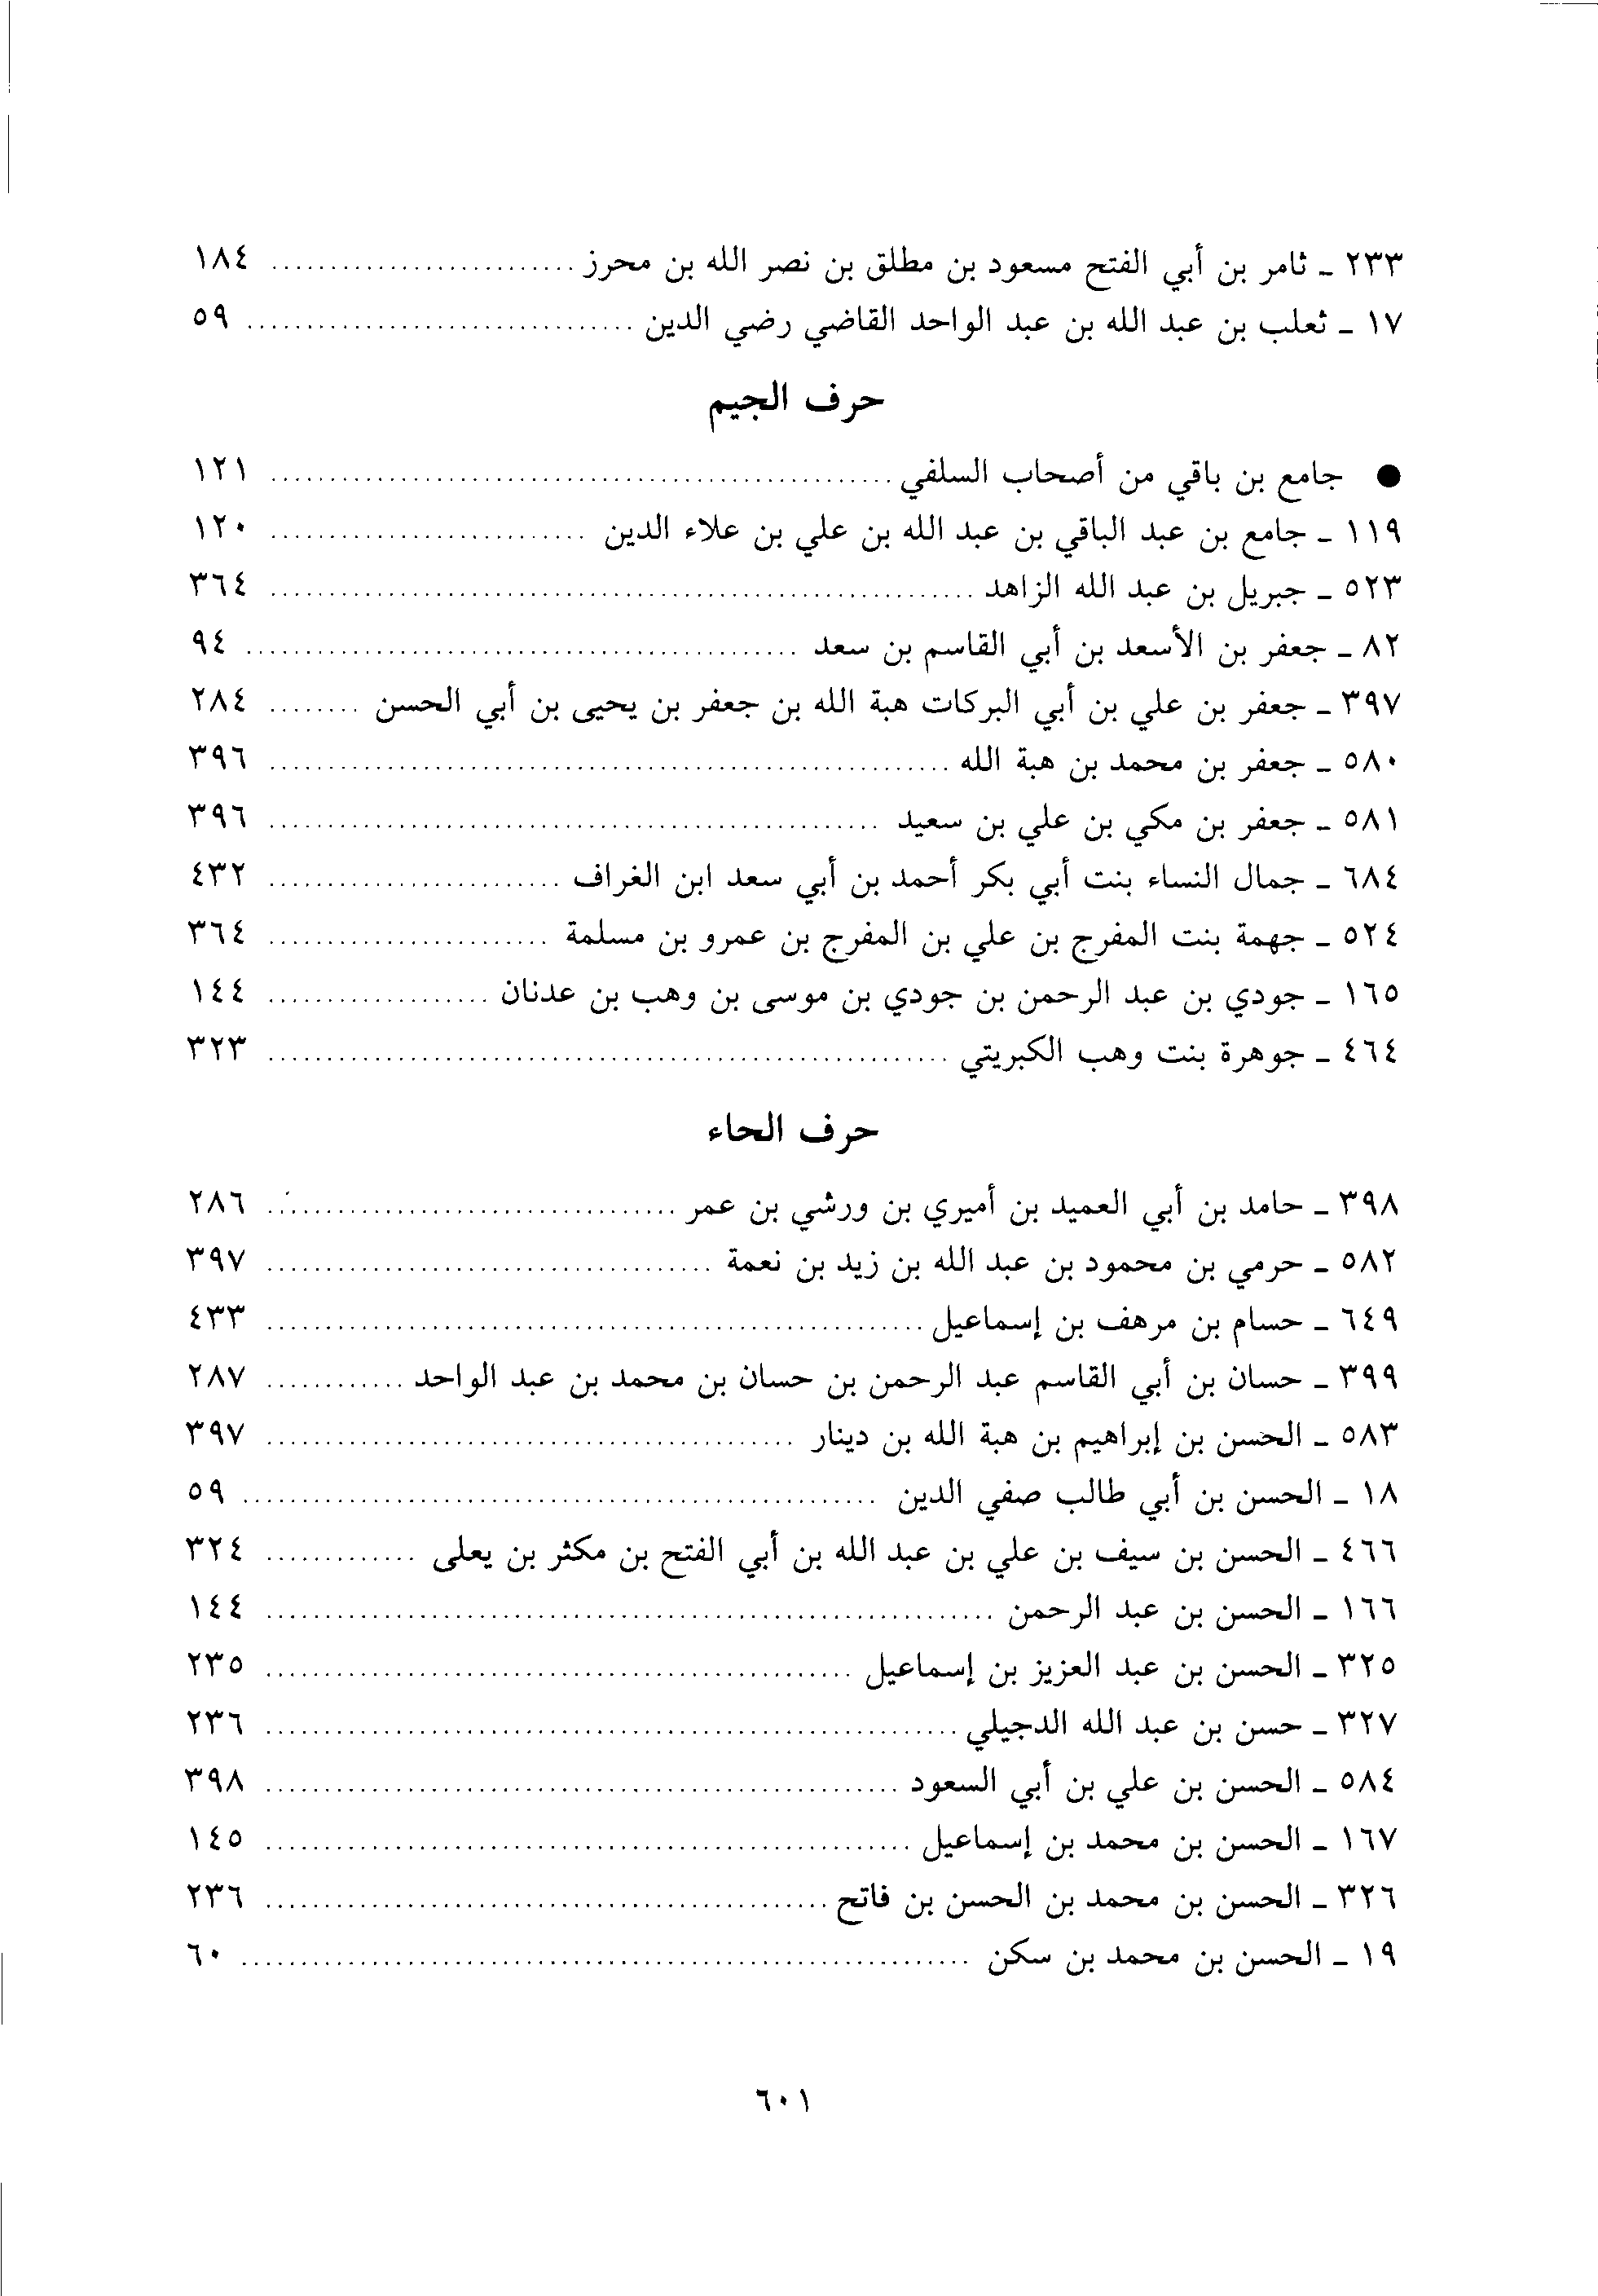 ٢٣٣ ـ ثامر بن أبي الفتح مسعود بن مطلق بن نصر الله بن محرز .......................... ١٨٤
١٧ ـ ثعلب بن عبد الله بن عبد الواحد القاضي رضي الدين ................................. ٥٩
حرف الجيم
● جامع بن باقي من أصحاب السلفي ..................................................... ١٢١
١١٩ ـ جامع بن عبد الباقي بن عبد الله بن علي بن علاء الدين ........................... ١٢٠
٥٢٣ ـ جبريل بن عبد الله الزاهد ............................................................ ٣٦٤
٨٢ ـ جعفر بن الأسعد بن أبي القاسم بن سعد ............................................... ٩٤
٣٩٧ ـ جعفر بن علي بن أبي البركات هبة الله بن جعفر بن يحيى بن أبي الحسن ........ ٢٨٤
٥٨٠ ـ جعفر بن محمد بن هبة الله .......................................................... ٣٩٦
٥٨١ ـ جعفر بن مكي بن علي بن سعيد .................................................... ٣٩٦
٦٨٤ ـ جمال النساء بنت أبي بكر أحمد بن أبي سعد ابن الغراف ......................... ٤٣٢
٥٢٤ ـ جهمة بنت المفرج بن علي بن المفرج بن عمرو بن مسلمة ........................ ٣٦٤
١٦٥ ـ جودي بن عبد الرحمن بن جودي بن موسى بن وهب بن عدنان ................... ١٤٤
٤٦٤ ـ جوهرة بنت وهب الكبريتي .......................................................... ٣٢٣
حرف الحاء
٣٩٨ ـ حامد بن أبي العميد بن أميري بن ورشي بن عمر ................................... ٢٨٦
٥٨٢ ـ حرمي بن محمود بن عبد الله بن زيد بن نعمة ...................................... ٣٩٧
٦٤٩ ـ حسام بن مرهف بن إسماعيل ........................................................ ٤٣٣
٣٩٩ ـ حسان بن أبي القاسم عبد الرحمن بن حسان بن محمد بن عبد الواحد ............ ٢٨٧
٥٨٣ ـ الحسن بن إبراهيم بن هبة الله بن دينار ............................................. ٣٩٧
١٨ ـ الحسن بن أبي طالب صفي الدين ...................................................... ٥٩
٤٦٦ ـ الحسن بن سيف بن علي بن عبد الله بن أبي الفتح بن مكثر بن يعلى ............. ٣٢٤
١٦٦ ـ الحسن بن عبد الرحمن .............................................................. ١٤٤
٣٢٥ ـ الحسن بن عبد العزيز بن إسماعيل .................................................. ٢٣٥
٣٢٧ ـ حسن بن عبد الله الدجيلي ........................................................... ٢٣٦
٥٨٤ ـ الحسن بن علي بن أبي السعود ...................................................... ٣٩٨
١٦٧ ـ الحسن بن محمد بن إسماعيل ....................................................... ١٤٥
٣٢٦ ـ الحسن بن محمد بن الحسن بن فاتح ................................................ ٢٣٦
١٩ ـ الحسن بن محمد بن سكن .............................................................. ٦٠
٦٠١